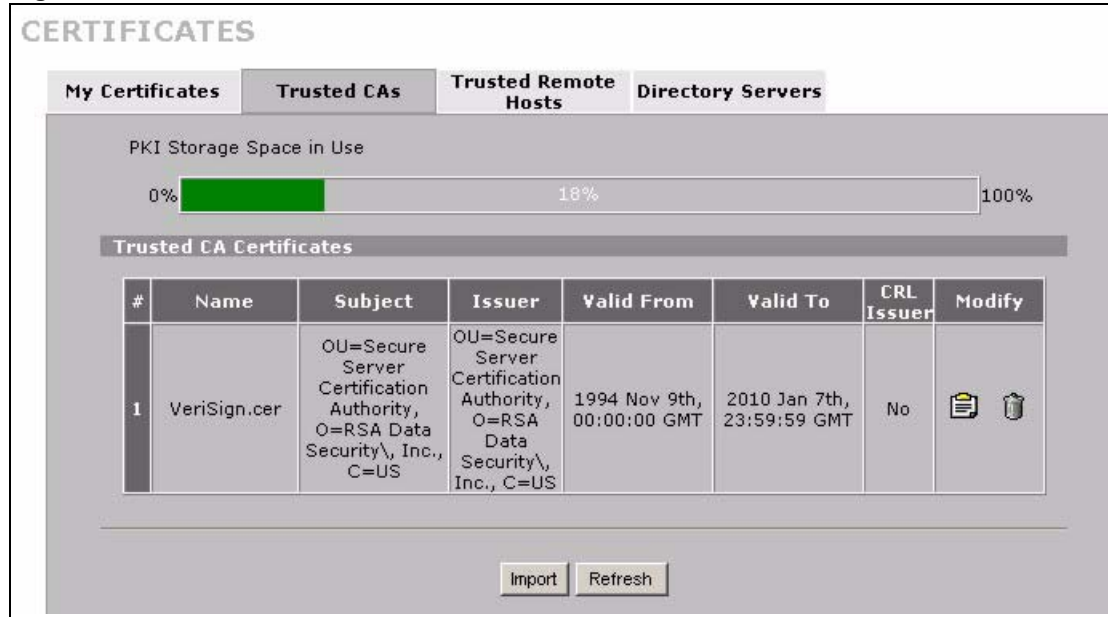 CERTIFICATES
My Certificates
Trusted CAs
Trusted Remote
Hosts
Directory Servers
PKI Storage Space in Use
0%
18%
100%
Trusted CA Certificates
#
Name
Subject
Issuer
Valid From
Valid To
CRL
Issuer
Modify
1
VeriSign.cer
OU=Secure
Server
Certification
Authority,
O=RSA Data
Security\, Inc.,
C=US
OU=Secure
Server
Certification
Authority,
O=RSA
Data
Security\,
Inc., C=US
1994 Nov 9th,
00:00:00 GMT
2010 Jan 7th,
23:59:59 GMT
No
Import
Refresh